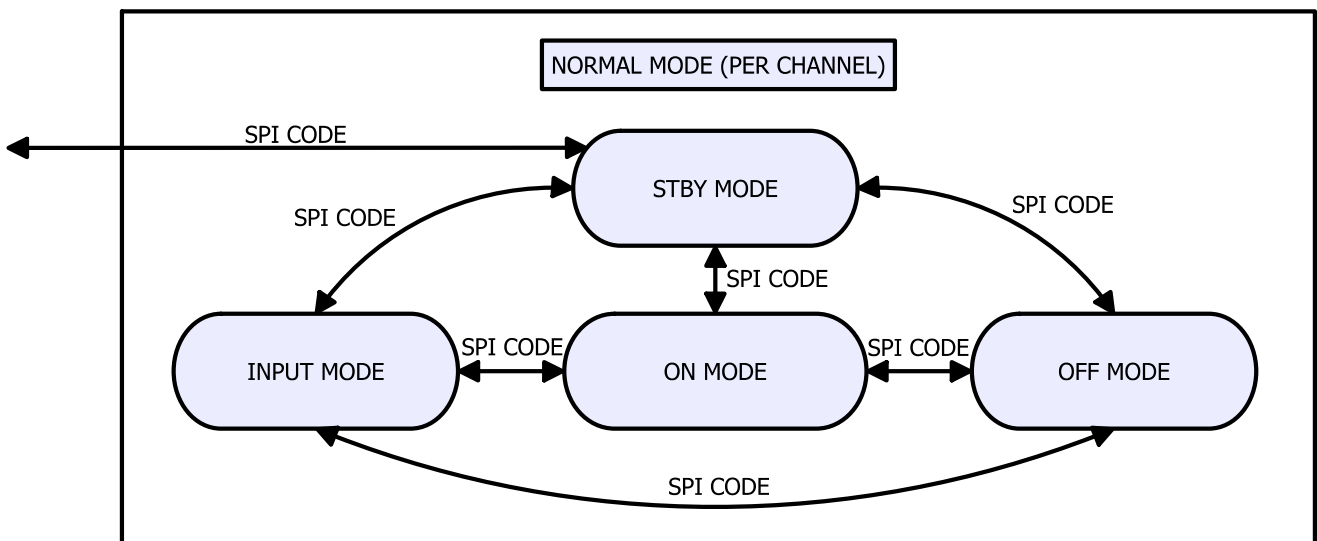 NORMAL MODE (PER CHANNEL)
SPI CODE
STBY MODE
SPI CODE
SPI CODE
SPI CODE
SPI CODE
SPI CODE
INPUT MODE
ON MODE
OFF MODE
SPI CODE